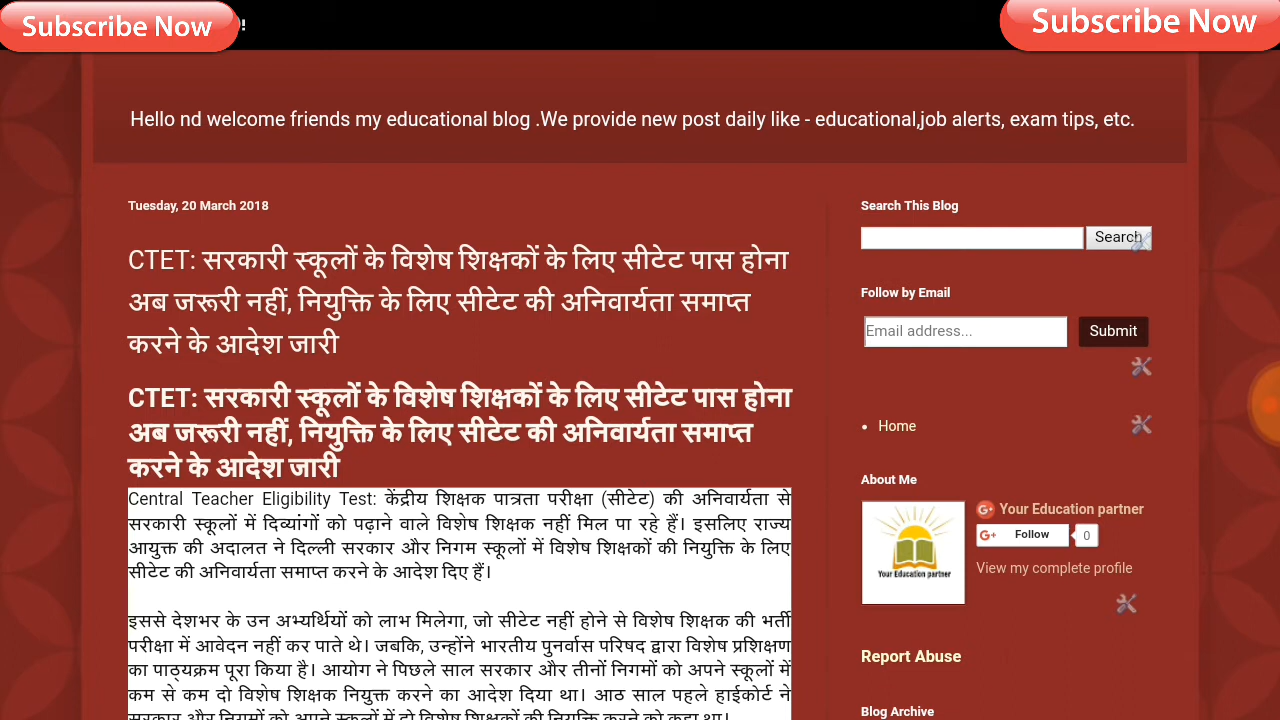 Subscribe Now
!
Subscribe Now
Hello nd welcome friends my educational blog .We provide new post daily like - educational,job alerts, exam tips, etc.
Tuesday, 20 March 2018
CTET: सरकारी स्कूलों के विशेष शिक्षकों के लिए सीटेट पास होना
अब जरूरी नहीं, नियुक्ति के लिए सीटेट की अनिवार्यता समाप्त
करने के आदेश जारी
CTET: सरकारी स्कूलों के विशेष शिक्षकों के लिए सीटेट पास होना
अब जरूरी नहीं, नियुक्ति के लिए सीटेट की अनिवार्यता समाप्त
करने के आदेश जारी
Central Teacher Eligibility Test: केंद्रीय शिक्षक पात्रता परीक्षा (सीटेट) की अनिवार्यता से
सरकारी स्कूलों में दिव्यांगों को पढ़ाने वाले विशेष शिक्षक नहीं मिल पा रहे हैं। इसलिए राज्य
आयुक्त की अदालत ने दिल्ली सरकार और निगम स्कूलों में विशेष शिक्षकों की नियुक्ति के लिए
सीटेट की अनिवार्यता समाप्त करने के आदेश दिए हैं।
इससे देशभर के उन अभ्यर्थियों को लाभ मिलेगा, जो सीटेट नहीं होने से विशेष शिक्षक की भर्ती
परीक्षा में आवेदन नहीं कर पाते थे। जबकि, उन्होंने भारतीय पुनर्वास परिषद द्वारा विशेष प्रशिक्षण
का पाठ्यक्रम पूरा किया है। आयोग ने पिछले साल सरकार और तीनों निगमों को अपने स्कूलों में
कम से कम दो विशेष शिक्षक नियुक्त करने का आदेश दिया था। आठ साल पहले हाईकोर्ट ने
सरकार और निगमों को अपने स्कूलों में दो विशेष शिक्षकों की नियुक्ति करने को कहा था।
Search This Blog
Search
Follow by Email
Email address...
Submit
Home
About Me
Your Education partner
Your Education partner
Follow
0
View my complete profile
Report Abuse
Blog Archive